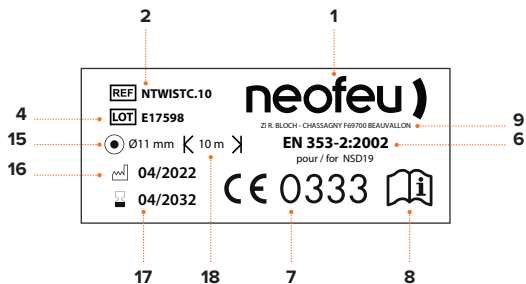 2 1
REF NTWISTC.10
neofeu
4 LOT E17598
ZI R. BLOCH - CHASSAGNY F69700 BEAUVALLON 9
15 Ø11 mm 10 m
EN 353-2:2002 6
pour / for NSD19
16 04/2022
CE 0333 i
04/2032
17 18 7 8